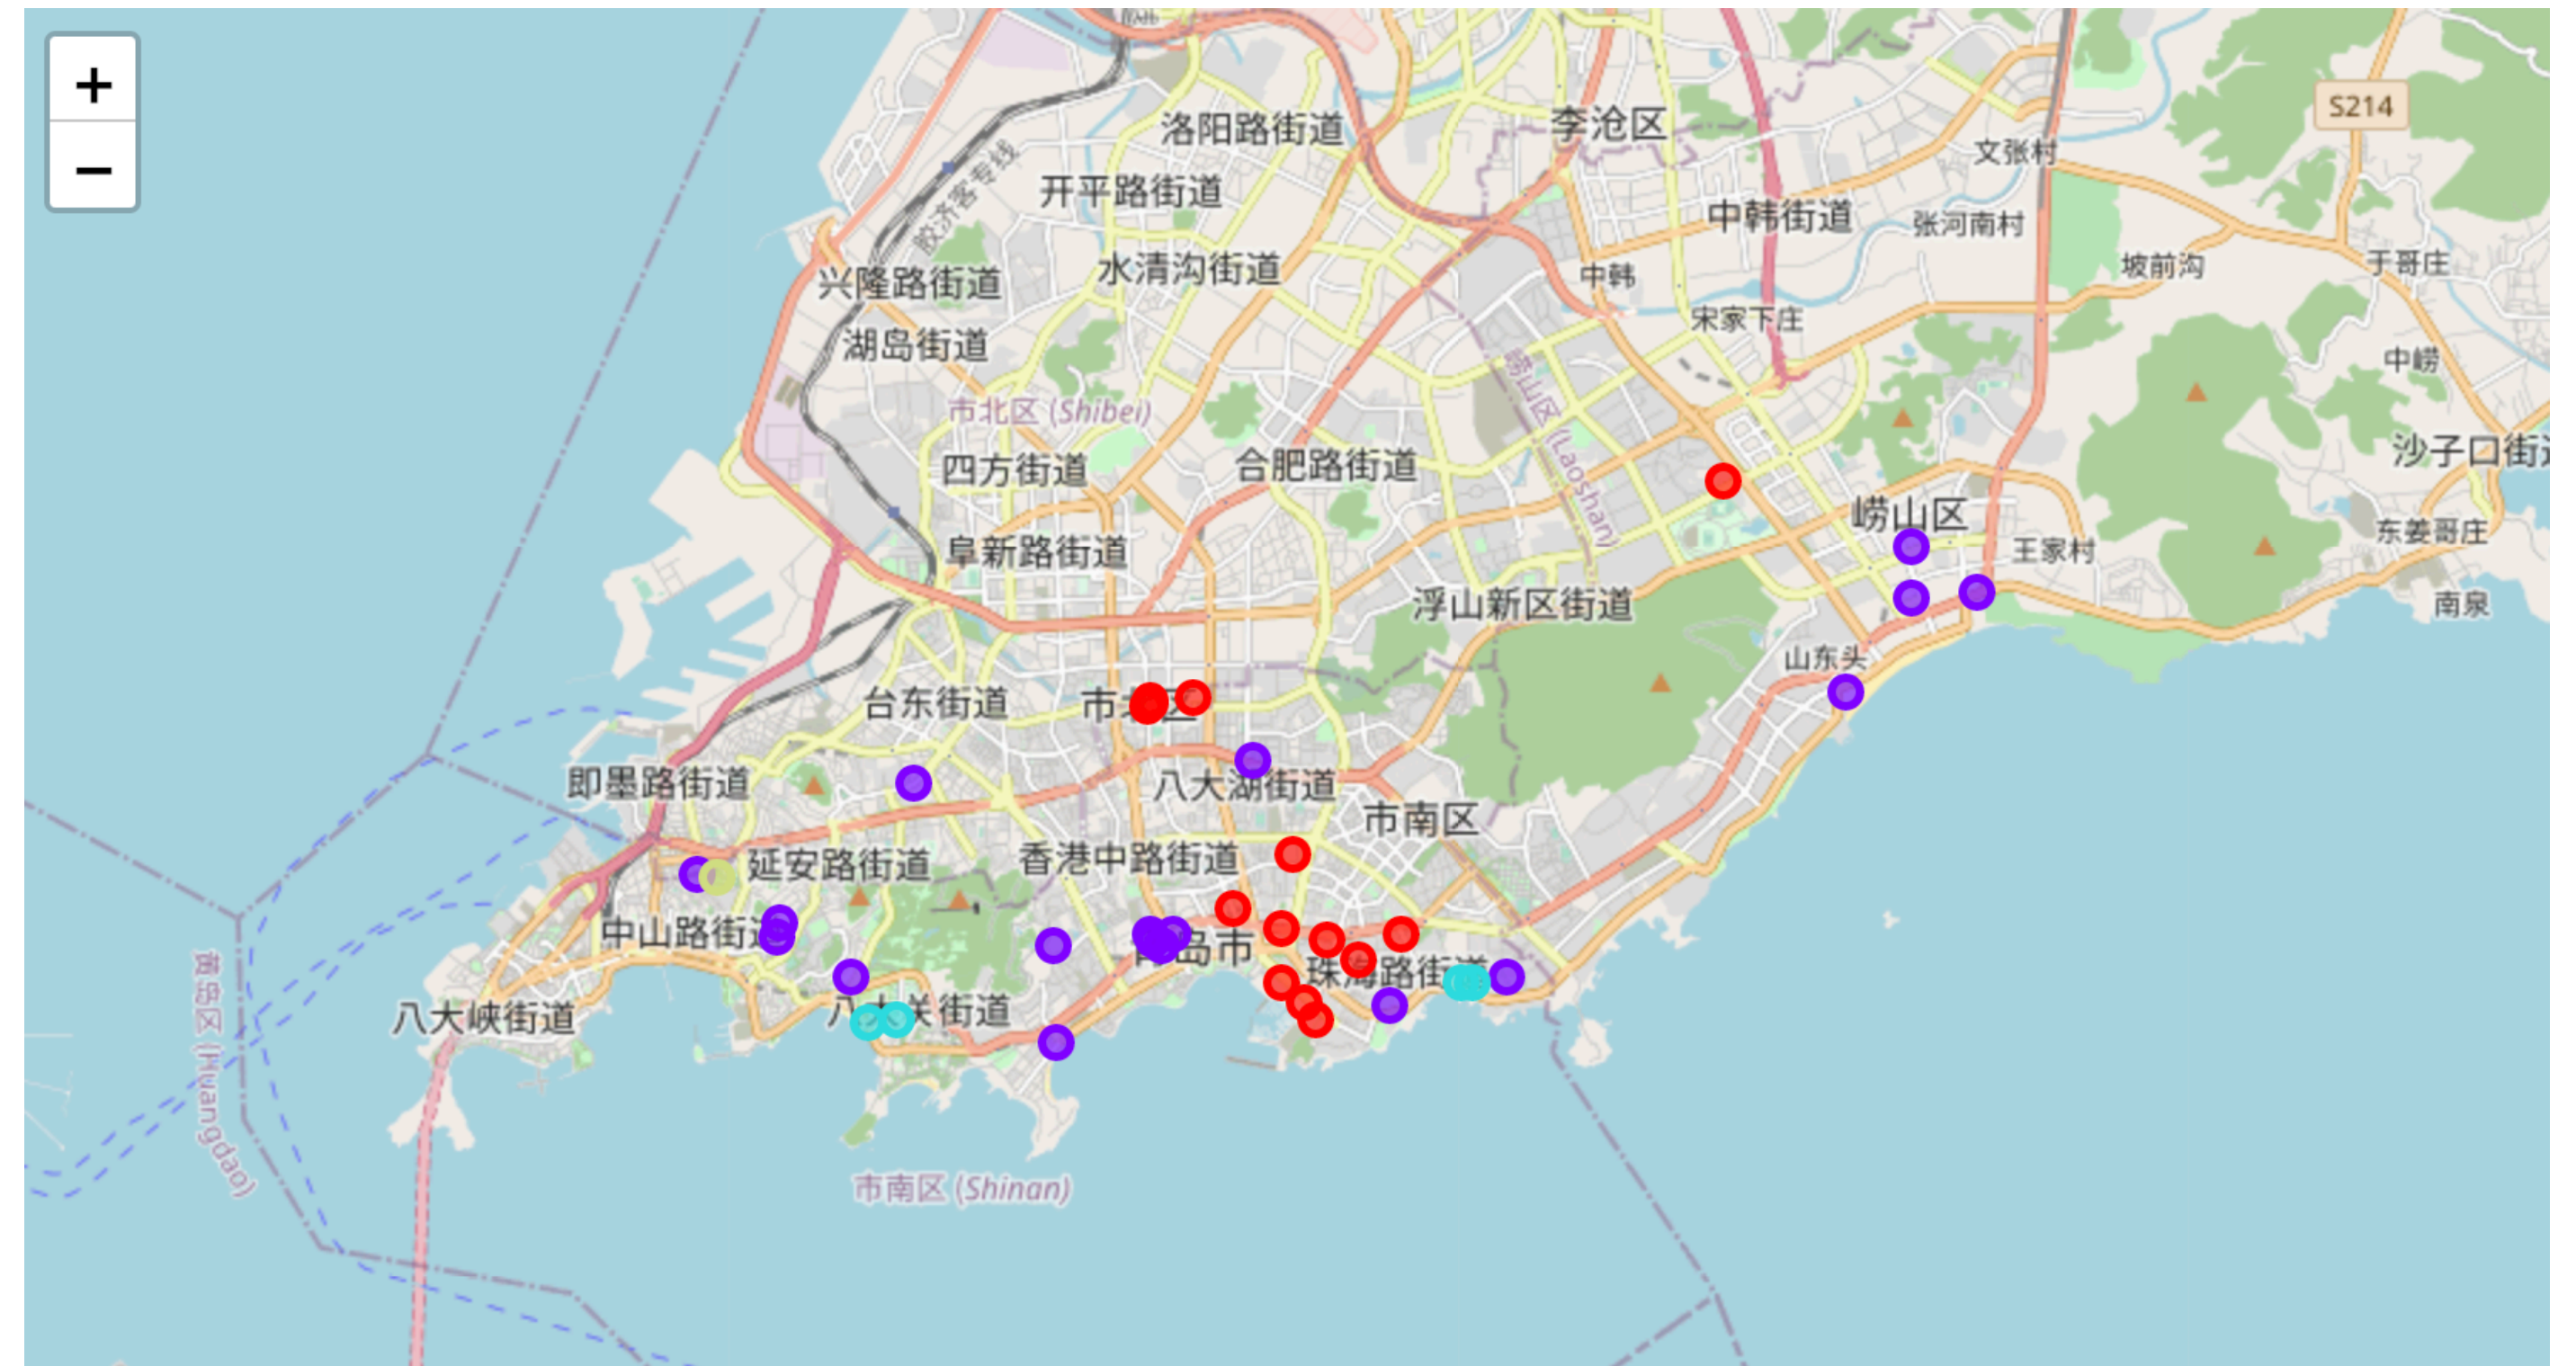 +
−
S214
洛阳路街道
李沧区
文张村
胶济客专线
开平路街道
中韩街道
张河南村
兴隆路街道
水清沟街道
中韩
坡前沟
于哥庄
湖岛街道
宋家下庄
中崂
市北区 (Shibei)
崂山区 (Laoshan)
四方街道
合肥路街道
沙子口街
崂山区
阜新路街道
王家村
东姜哥庄
浮山新区街道
南泉
山东头
台东街道
即墨路街道
八大湖街道
市南区
延安路街道
香港中路街道
中山路街
岛市
珠海路街
八大峡街道
关街道
黄岛区 (Huangdao)
市南区 (Shinan)